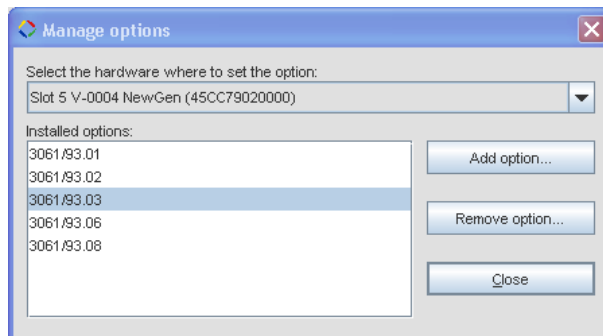 Manage options
Select the hardware where to set the option:
Slot 5 V-0004 NewGen (45CC79020000)
Installed options:
3061/93.01
3061/93.02
3061/93.03
3061/93.06
3061/93.08
Add option...
Remove option...
Close